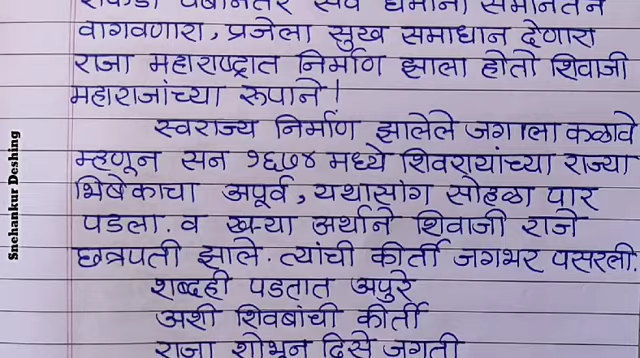 वागवणारा, प्रजेला सुख समाधान देणारा
राजा महाराष्ट्रात निर्माण झाला होतो शिवाजी
महाराजांच्या रुपाने!
स्वराज्य निर्माण झालेले जगाला कळावे
म्हणून सन १६७४ मध्ये शिवरायांच्या राज्या
भिषेकाचा अपूर्व, यथासांग सोहळा पार
पडला. व खऱ्या अर्थाने शिवाजी राजे
छत्रपती झाले. त्यांची कीर्ती जगभर पसरली.
शब्दही पडतात अपुरे
अशी शिवबांची कीर्ती
राजा शोभून दिसे जगती
Snehankur Deshing